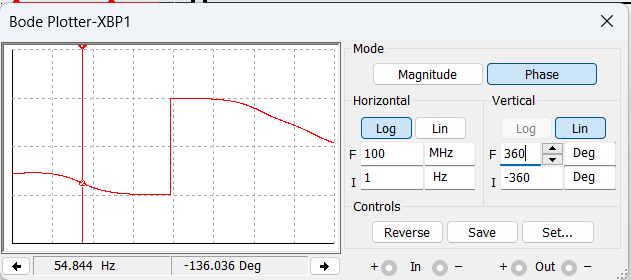 Bode Plotter-XBP1
Mode
Magnitude Phase
Horizontal Vertical
Log Lin Log Lin
F 100 MHz F 360 Deg
I 1 Hz I -360 Deg
Controls
Reverse Save Set...
54.844 Hz -136.036 Deg + In − + Out −